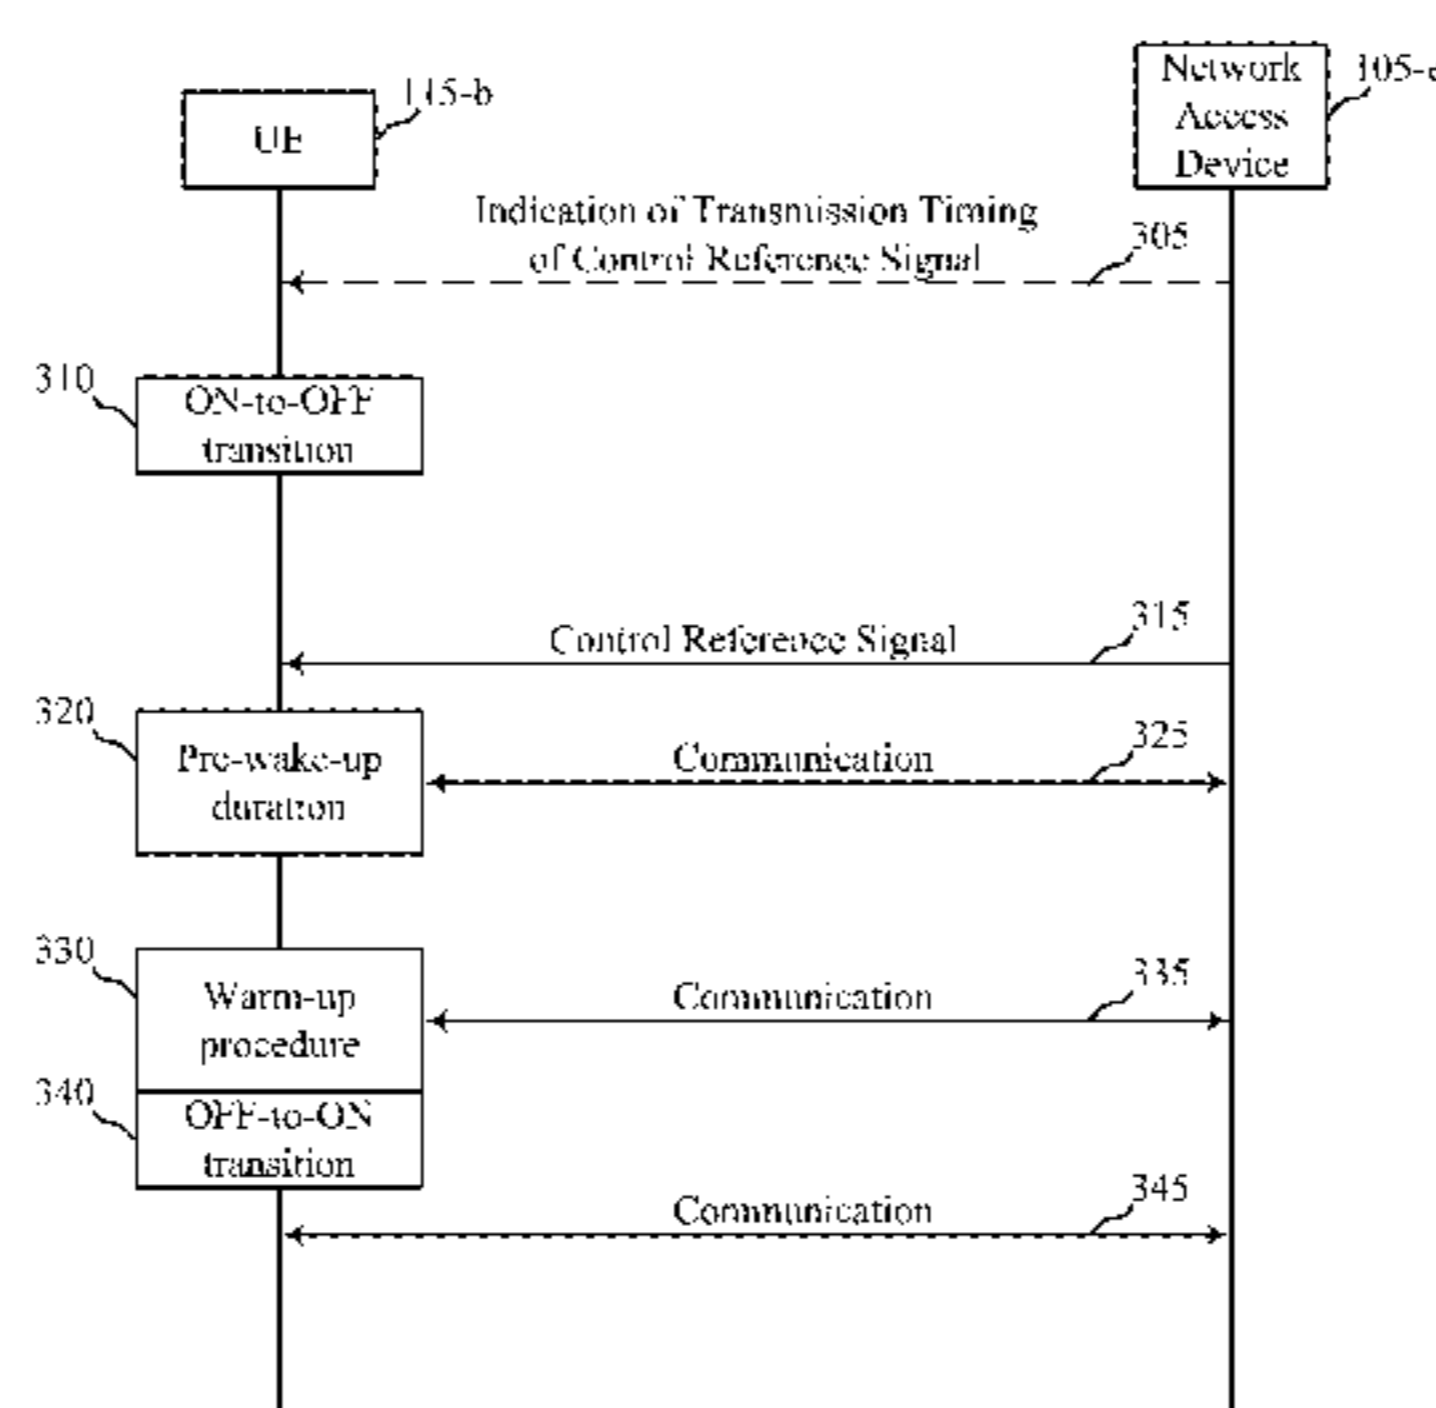 115-b
UE
Network
Access
Device
Indication of Transmission Timing
of Control Reference Signal
305
310
ON-to-OFF
transition
Control Reference Signal
315
320
Pre-wake-up
duration
Communication
325
330
Warm-up
procedure
Communication
335
340
OFF-to-ON
transition
Communication
345